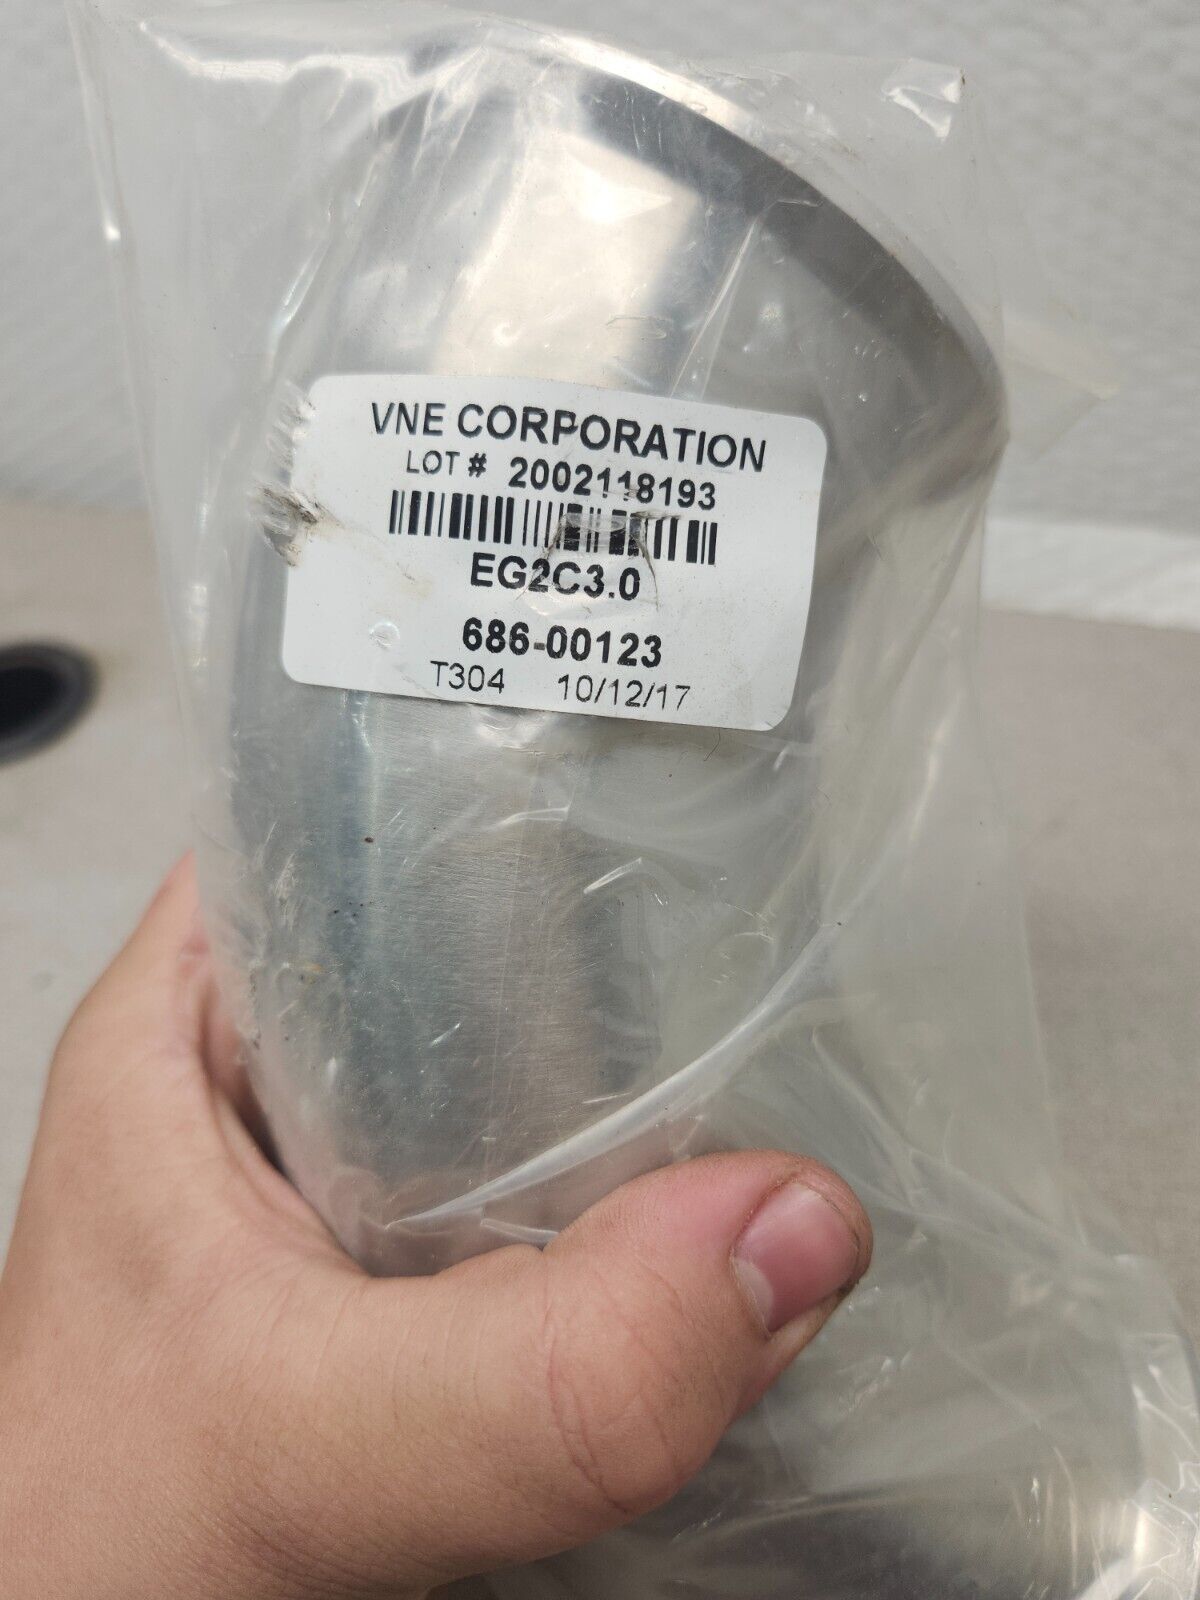 VNE CORPORATION
LOT # 2002118193
EG2C3.0
686-00123
T304 10/12/17